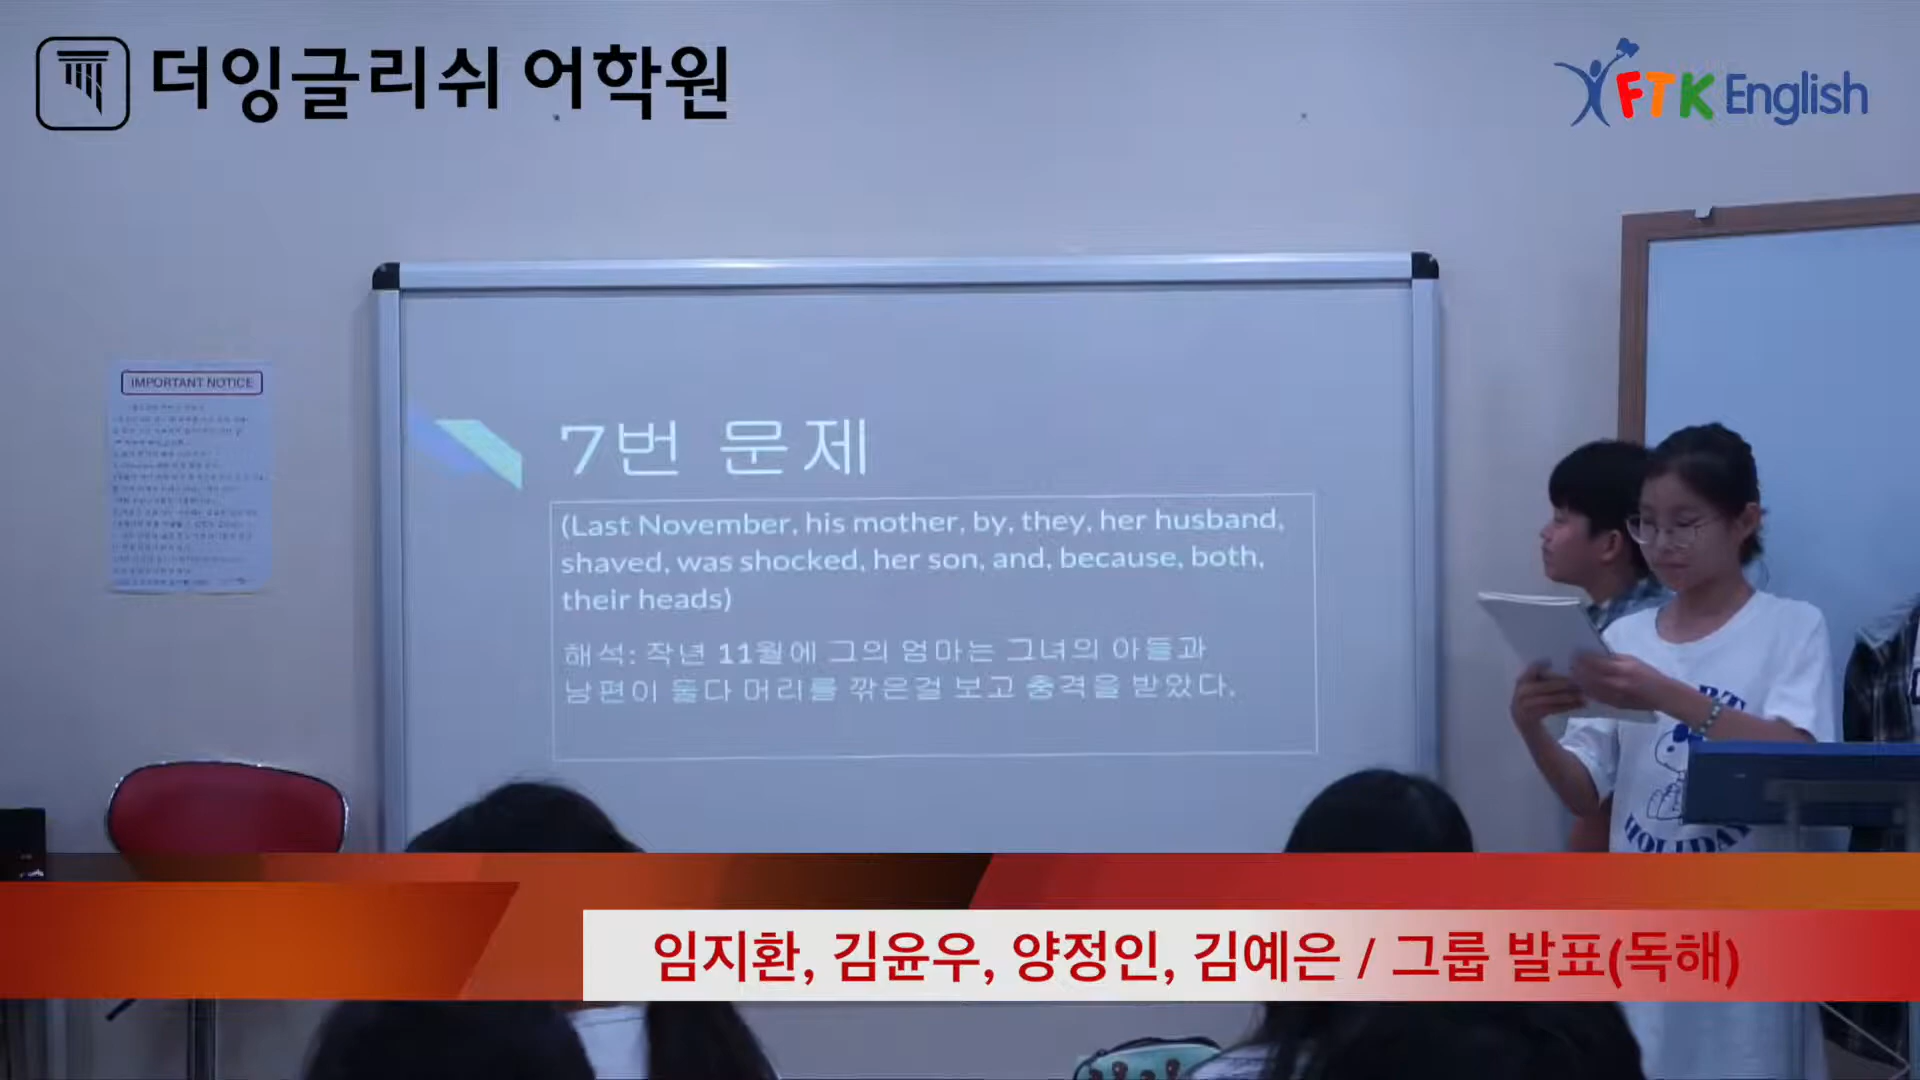 더잉글리쉬 어학원
FTK English
IMPORTANT NOTICE
7번 문제
(Last November, his mother, by, they, her husband,
shaved, was shocked, her son, and, because, both,
their heads)
해석: 작년 11월에 그의 엄마는 그녀의 아들과
남편이 둘다 머리를 깎은걸 보고 충격을 받았다.
HOLIDAY
임지환, 김윤우, 양정인, 김예은 / 그룹 발표(독해)